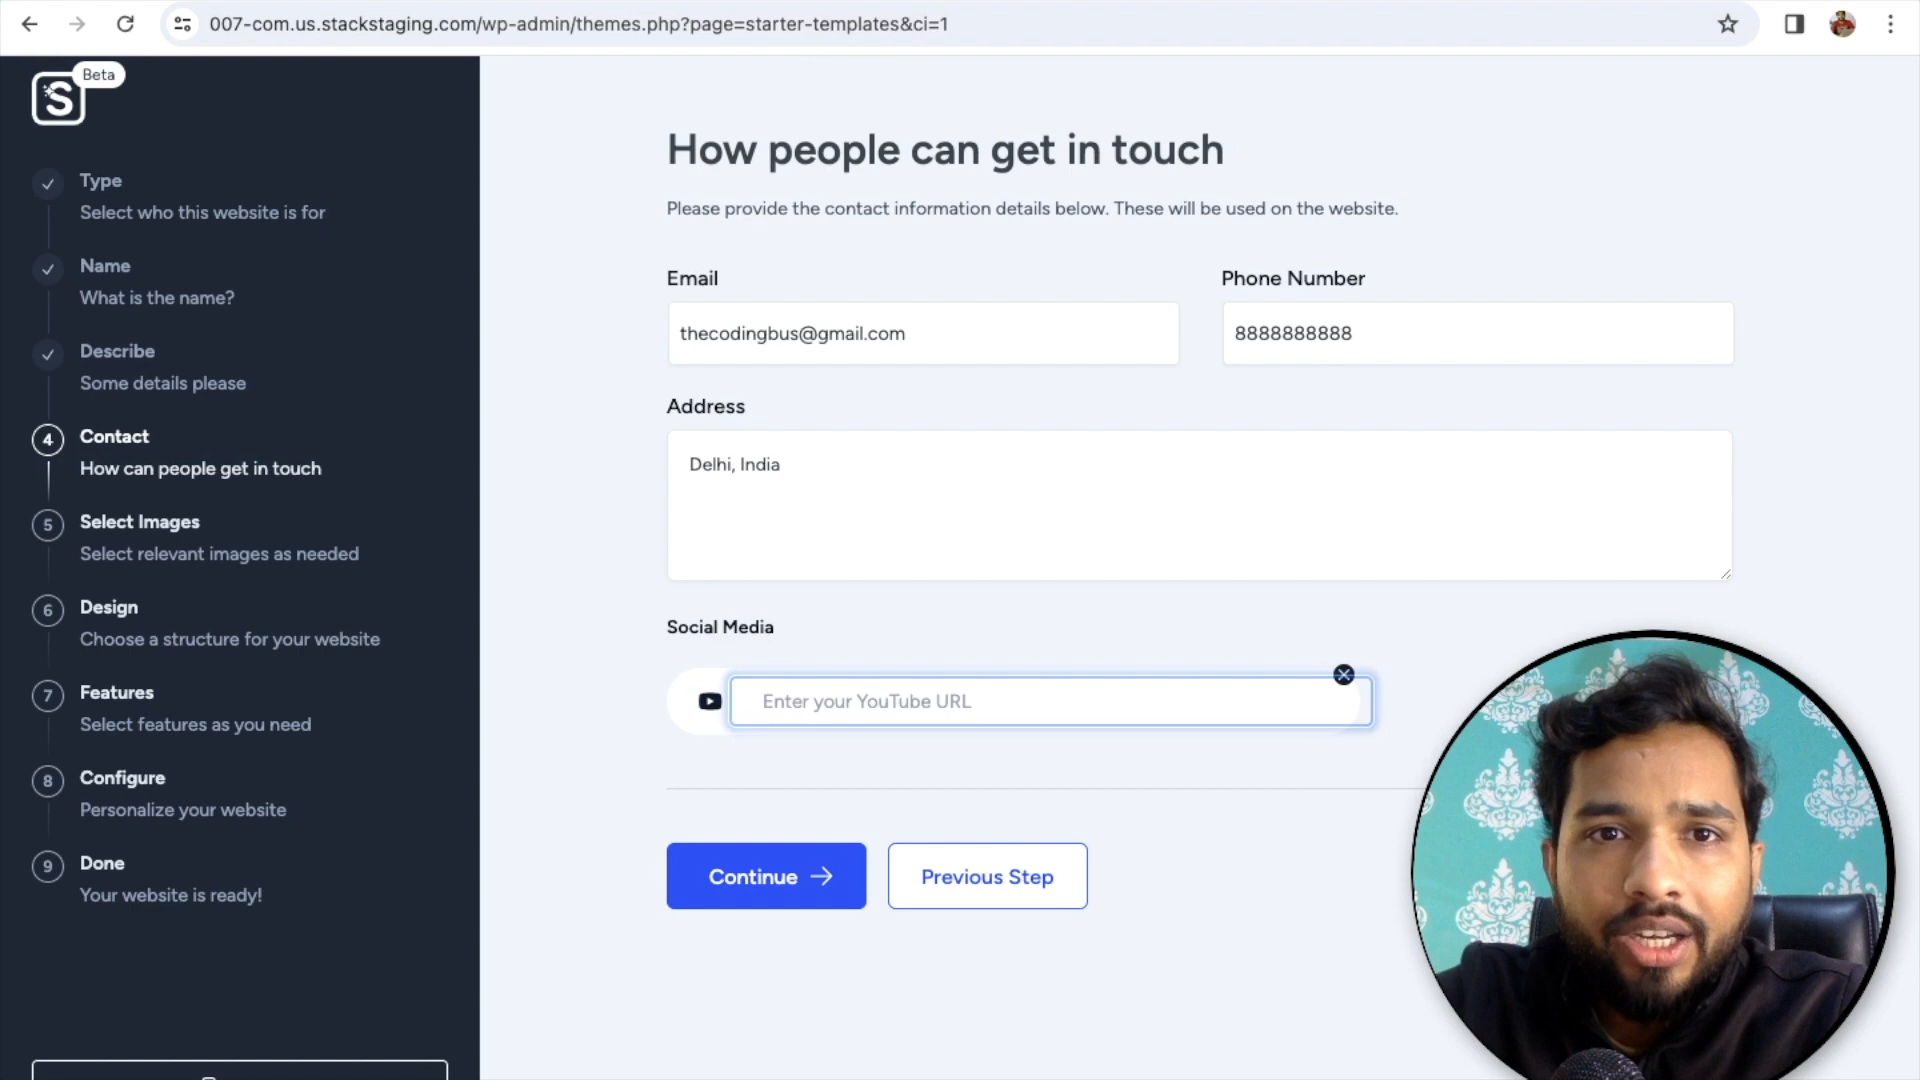 007-com.us.stackstaging.com/wp-admin/themes.php?page=starter-templates&ci=1
Beta
S
Type
Select who this website is for
Name
What is the name?
Describe
Some details please
4
Contact
How can people get in touch
5
Select Images
Select relevant images as needed
6
Design
Choose a structure for your website
7
Features
Select features as you need
8
Configure
Personalize your website
9
Done
Your website is ready!
How people can get in touch
Please provide the contact information details below. These will be used on the website.
Email
Phone Number
thecodingbus@gmail.com
8888888888
Address
Delhi, India
Social Media
Enter your YouTube URL
Continue
Previous Step